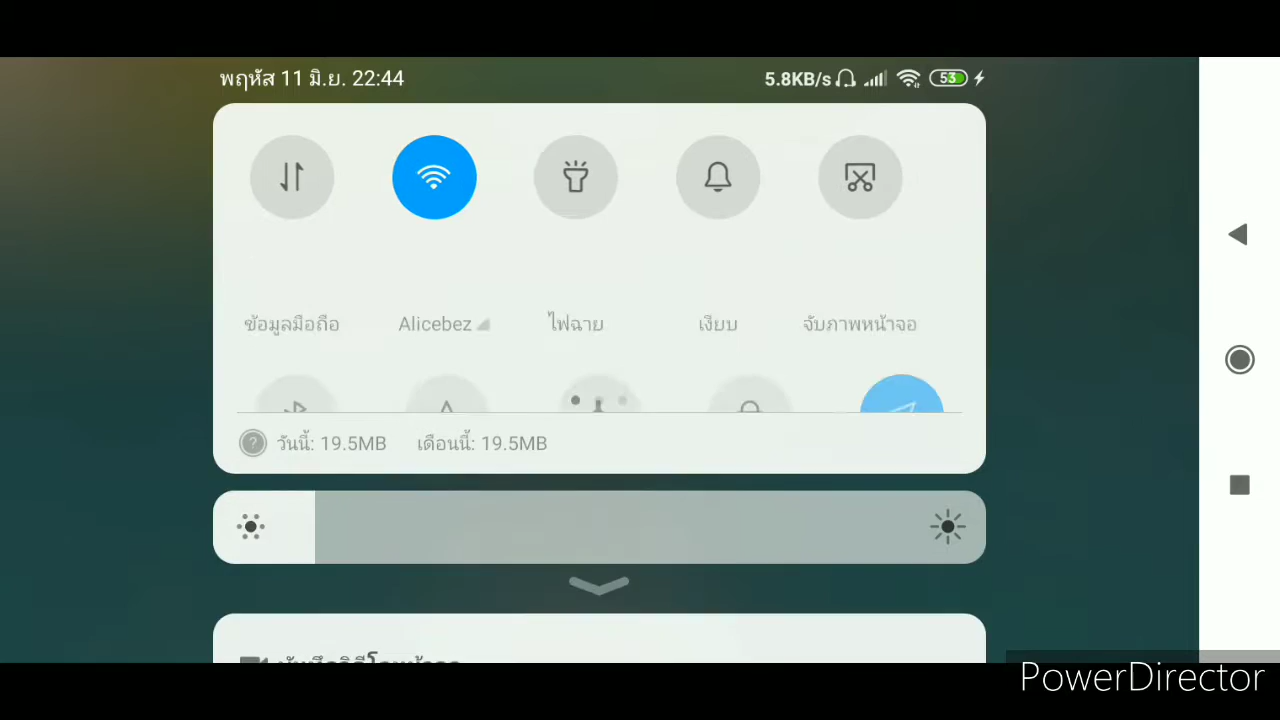 พฤหัส 11 มิ.ย. 22:44
5.8KB/s 53
ข้อมูลมือถือ
Alicebez
ไฟฉาย
เงียบ
จับภาพหน้าจอ
วันนี้: 19.5MB
เดือนนี้: 19.5MB
PowerDirector